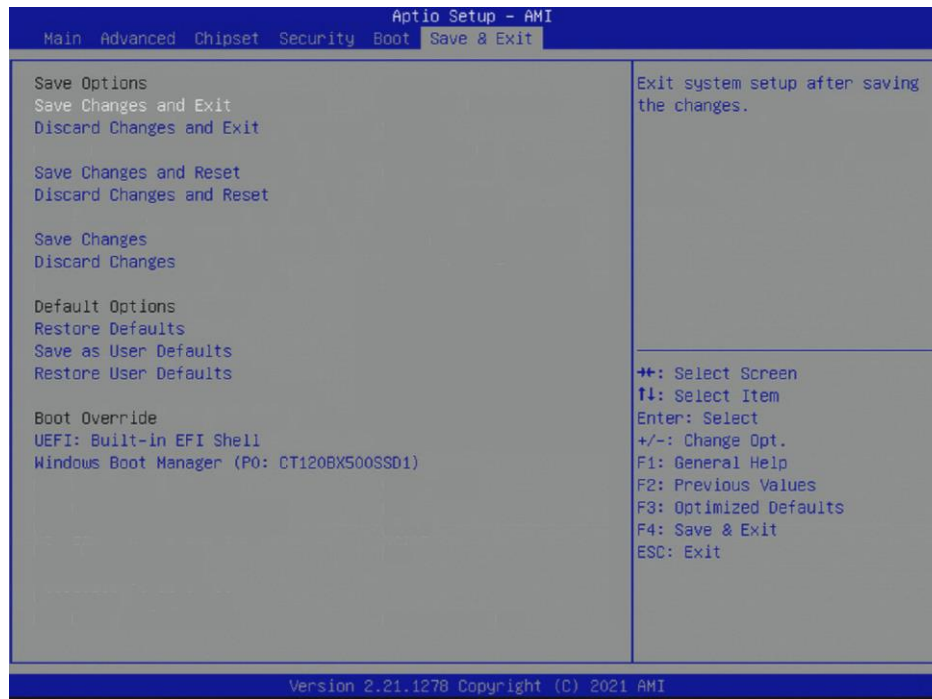 Aptio Setup – AMI
Main Advanced Chipset Security Boot Save & Exit
Save Options
Save Changes and Exit
Discard Changes and Exit
Save Changes and Reset
Discard Changes and Reset
Save Changes
Discard Changes
Default Options
Restore Defaults
Save as User Defaults
Restore User Defaults
Boot Override
UEFI: Built-in EFI Shell
Windows Boot Manager (P0: CT120BX500SSD1)
Exit system setup after saving
the changes.
→←: Select Screen
↑↓: Select Item
Enter: Select
+/-: Change Opt.
F1: General Help
F2: Previous Values
F3: Optimized Defaults
F4: Save & Exit
ESC: Exit
Version 2.21.1278 Copyright (C) 2021 AMI